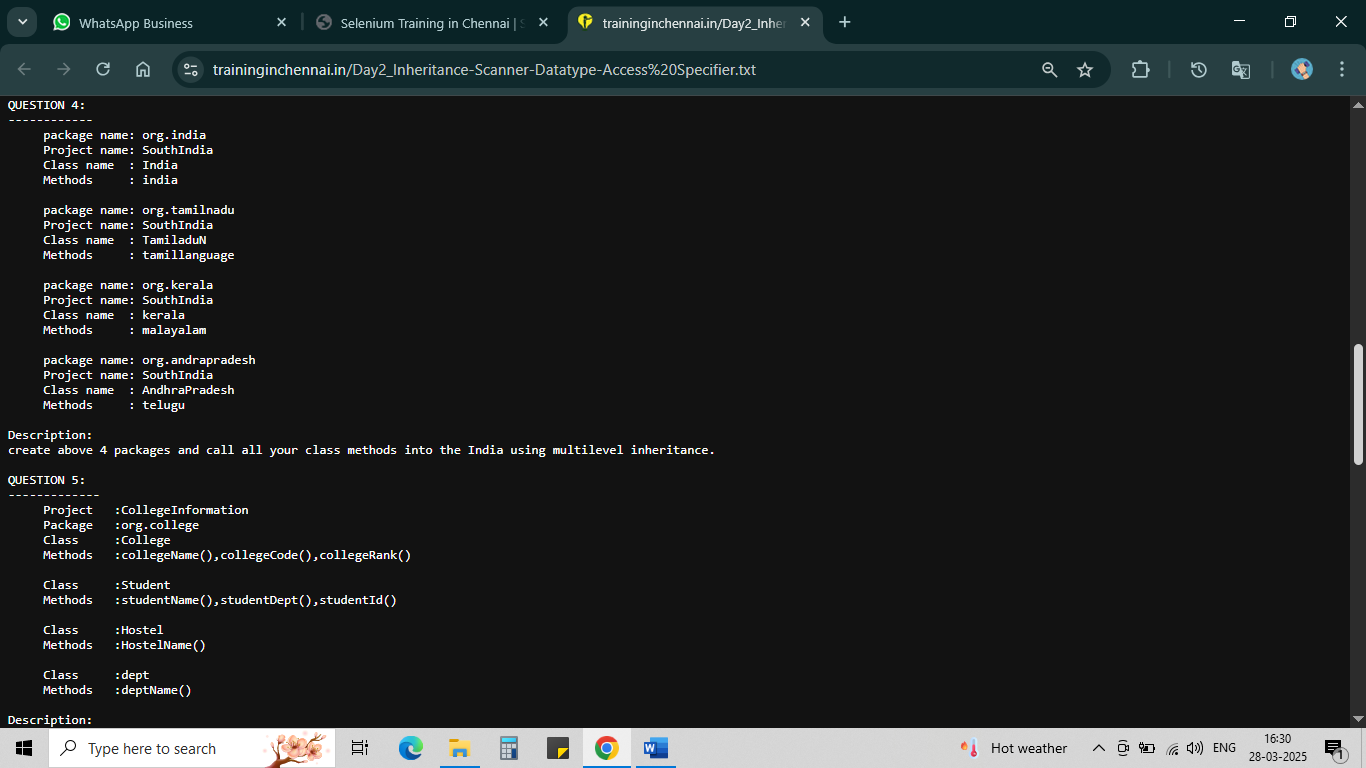 WhatsApp Business
Selenium Training in Chennai | S
traininginchennai.in/Day2_Inher
traininginchennai.in/Day2_Inheritance-Scanner-Datatype-Access%20Specifier.txt
QUESTION 4:
------------
package name: org.india
Project name: SouthIndia
Class name  : India
Methods     : india
package name: org.tamilnadu
Project name: SouthIndia
Class name  : TamiladuN
Methods     : tamillanguage
package name: org.kerala
Project name: SouthIndia
Class name  : kerala
Methods     : malayalam
package name: org.andrapradesh
Project name: SouthIndia
Class name  : AndhraPradesh
Methods     : telugu
Description:
create above 4 packages and call all your class methods into the India using multilevel inheritance.
QUESTION 5:
-------------
Project   :CollegeInformation
Package   :org.college
Class     :College
Methods   :collegeName(),collegeCode(),collegeRank()
Class     :Student
Methods   :studentName(),studentDept(),studentId()
Class     :Hostel
Methods   :HostelName()
Class     :dept
Methods   :deptName()
Description:
Type here to search
Hot weather
ENG
16:30
28-03-2025
1